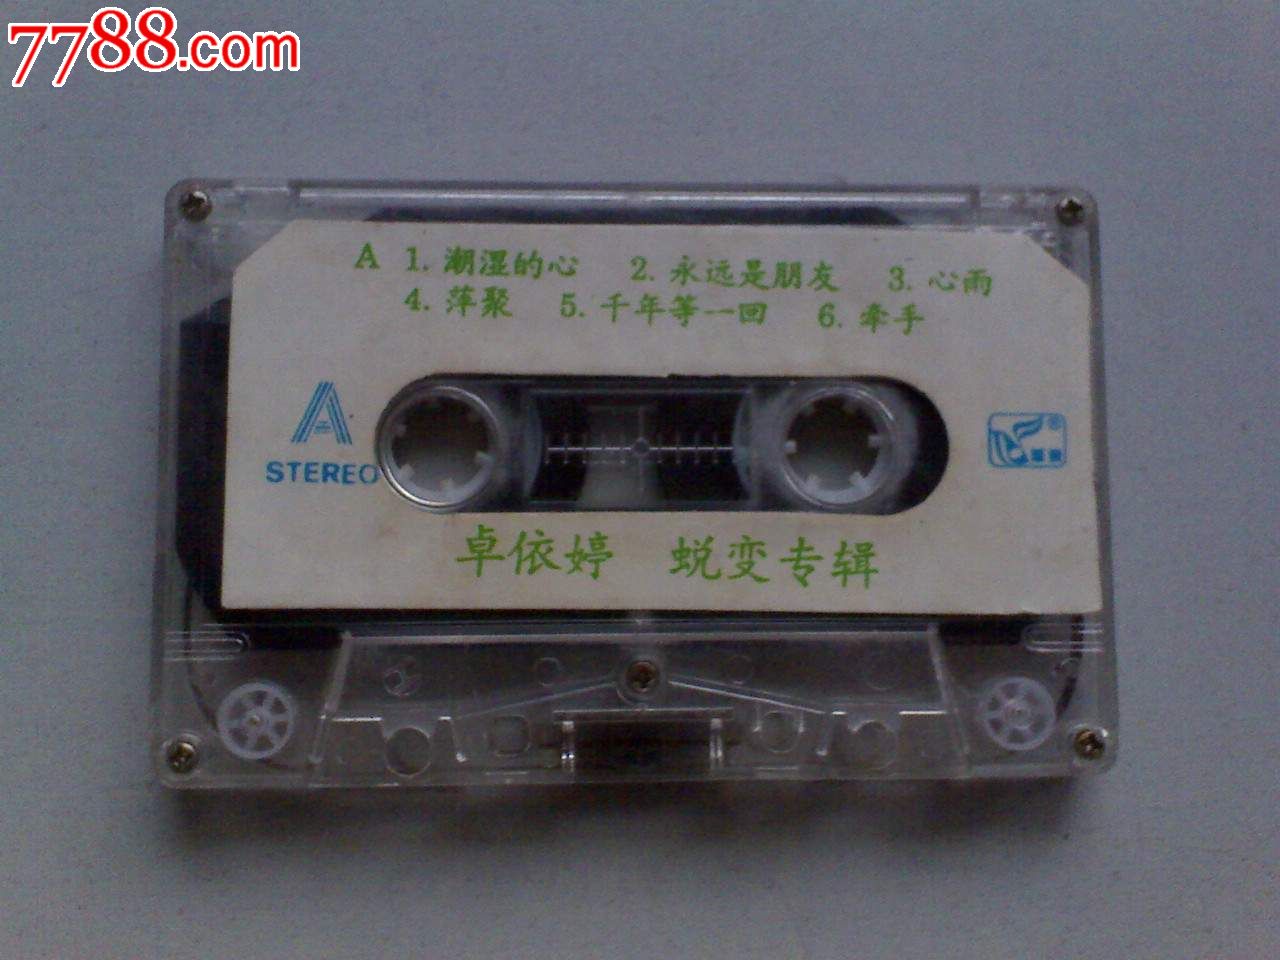 7788.com
A 1. 潮湿的心 2. 永远是朋友 3. 心雨
4. 萍聚 5. 千年等一回 6. 牵手
A
STEREO
®
卓依婷 蜕变专辑